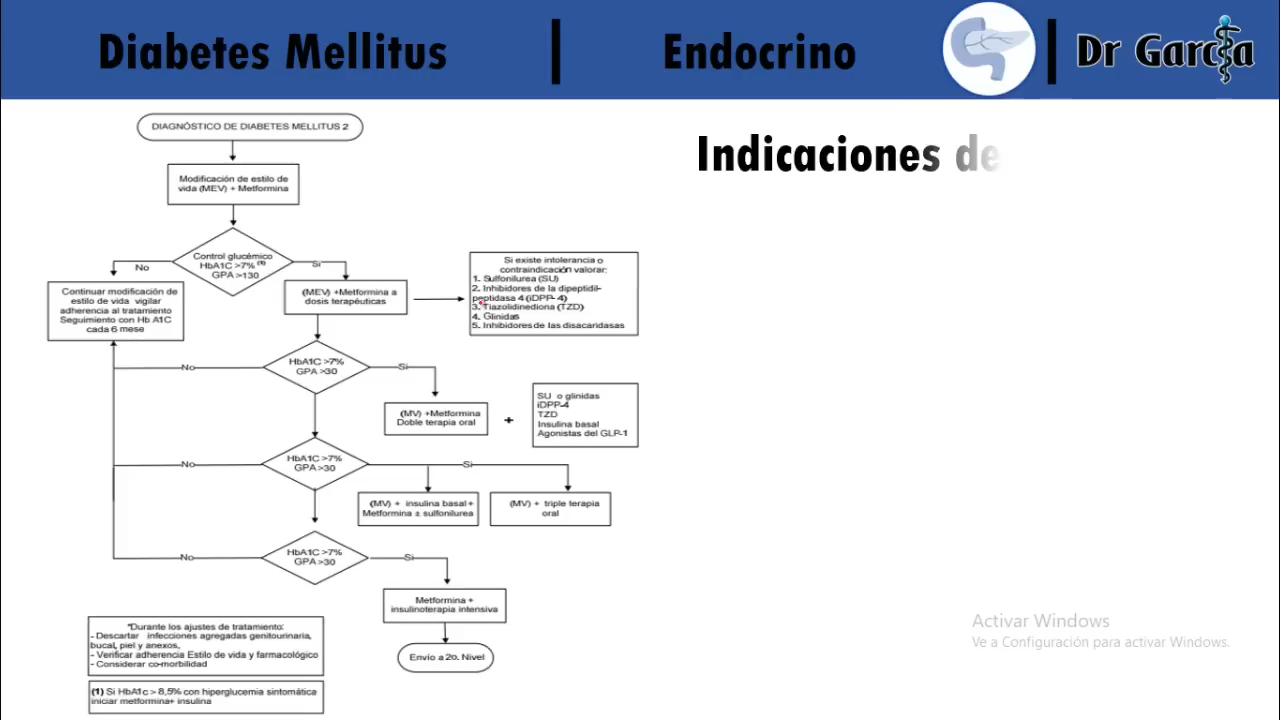 Diabetes Mellitus | Endocrino | Dr García
DIAGNÓSTICO DE DIABETES MELLITUS 2
Indicaciones de
Modificación de estilo de
vida (MEV) + Metformina
Control glucémico
HbA1C >7% (1)
GPA >130
No
Si
Continuar modificación de
estilo de vida vigilar
adherencia al tratamiento
Seguimiento con Hb A1C
cada 6 mese
(MEV) +Metformina a
dosis terapéuticas
Si existe intolerancia o
contraindicación valorar:
1. Sulfonilurea (SU)
2. Inhibidores de la dipeptidil-
peptidasa 4 (iDPP- 4)
3. Tiazolidinediona (TZD)
4. Glinidas
5. Inhibidores de las disacaridasas
HbA1C >7%
GPA >30
No
Si
(MV) +Metformina
Doble terapia oral
+
SU o glinidas
iDPP-4
TZD
Insulina basal
Agonistas del GLP-1
HbA1C >7%
GPA >30
No
Si
(MV) + insulina basal +
Metformina ± sulfonilurea
(MV) + triple terapia
oral
HbA1C >7%
GPA >30
No
Si
Metformina +
insulinoterapia intensiva
Envío a 2o. Nivel
*Durante los ajustes de tratamiento:
- Descartar infecciones agregadas genitourinaria,
bucal, piel y anexos,
- Verificar adherencia Estilo de vida y farmacológico
- Considerar co-morbilidad
(1) Si HbA1c > 8,5% con hiperglucemia sintomática
iniciar metformina+ insulina
Activar Windows
Ve a Configuración para activar Windows.